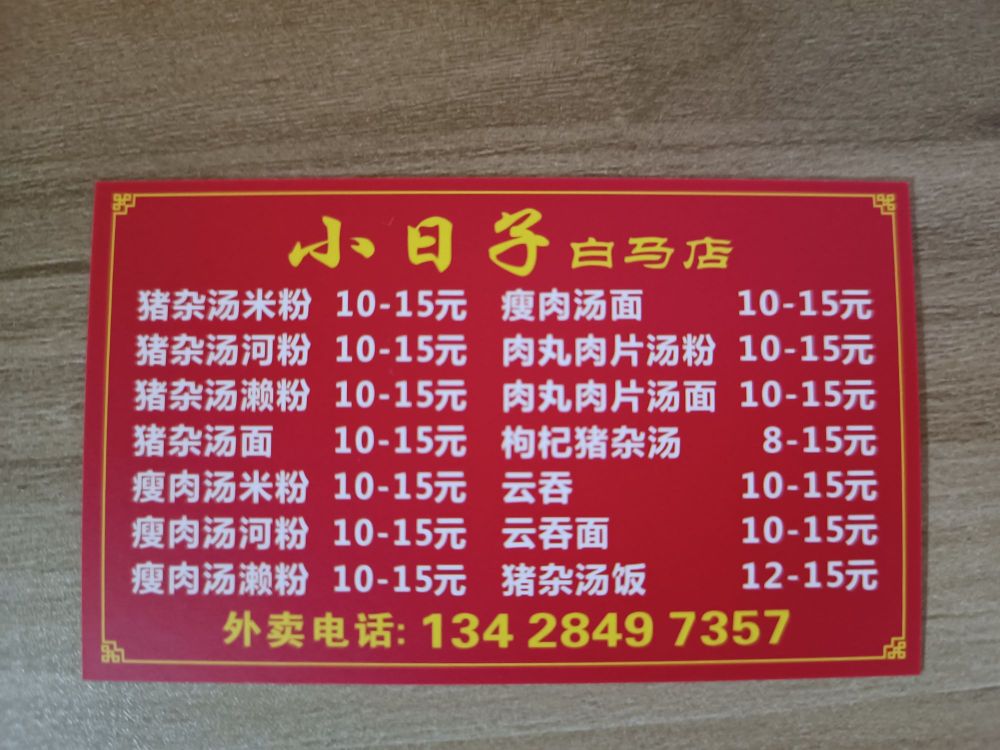 小日子 白马店
猪杂汤米粉 10-15元 瘦肉汤面 10-15元
猪杂汤河粉 10-15元 肉丸肉片汤粉 10-15元
猪杂汤濑粉 10-15元 肉丸肉片汤面 10-15元
猪杂汤面 10-15元 枸杞猪杂汤 8-15元
瘦肉汤米粉 10-15元 云吞 10-15元
瘦肉汤河粉 10-15元 云吞面 10-15元
瘦肉汤濑粉 10-15元 猪杂汤饭 12-15元
外卖电话: 134 2849 7357